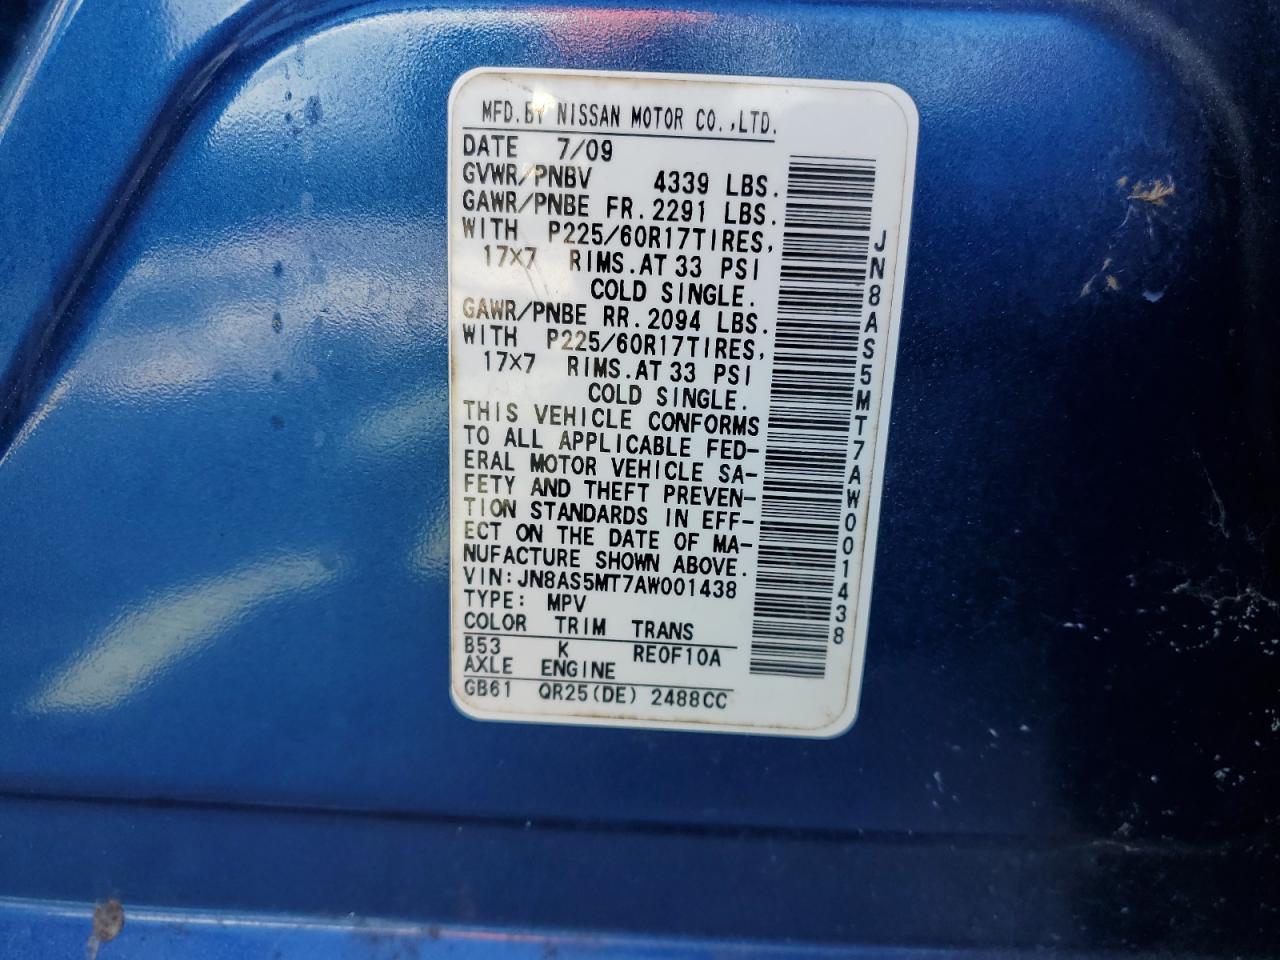 MFD.BY NISSAN MOTOR CO.,LTD.
DATE 7/09
GVWR/PNBV 4339 LBS.
GAWR/PNBE FR.2291 LBS.
WITH P225/60R17TIRES,
17X7 RIMS.AT 33 PSI
COLD SINGLE.
GAWR/PNBE RR.2094 LBS.
WITH P225/60R17TIRES,
17X7 RIMS.AT 33 PSI
COLD SINGLE.
THIS VEHICLE CONFORMS
TO ALL APPLICABLE FED-
ERAL MOTOR VEHICLE SA-
FETY AND THEFT PREVEN-
TION STANDARDS IN EFF-
ECT ON THE DATE OF MA-
NUFACTURE SHOWN ABOVE.
VIN:JN8AS5MT7AW001438
TYPE: MPV
COLOR TRIM TRANS
B53 K RE0F10A
AXLE ENGINE
GB61 QR25(DE) 2488CC
JN8AS5MT7AW001438